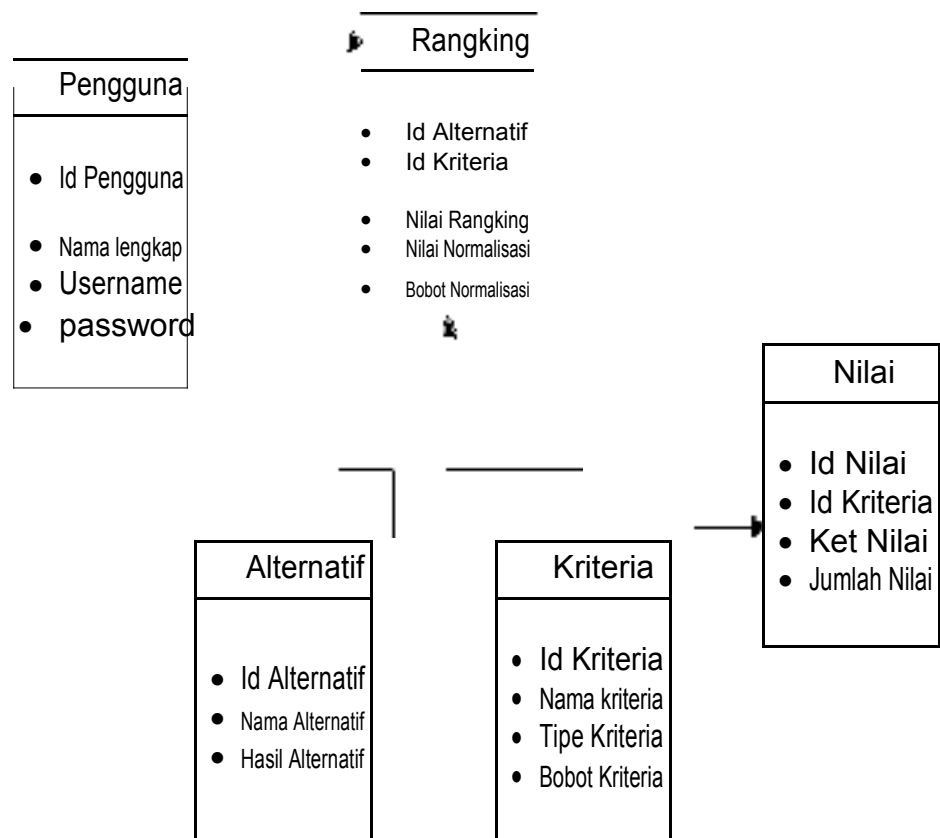 Rangking
Id Alternatif
Id Kriteria
Nilai Rangking
Nilai Normalisasi
Bobot Normalisasi
Pengguna
Id Pengguna
Nama lengkap
Username
password
Nilai
Id Nilai
Id Kriteria
Ket Nilai
Jumlah Nilai
Alternatif
Id Alternatif
Nama Alternatif
Hasil Alternatif
Kriteria
Id Kriteria
Nama kriteria
Tipe Kriteria
Bobot Kriteria